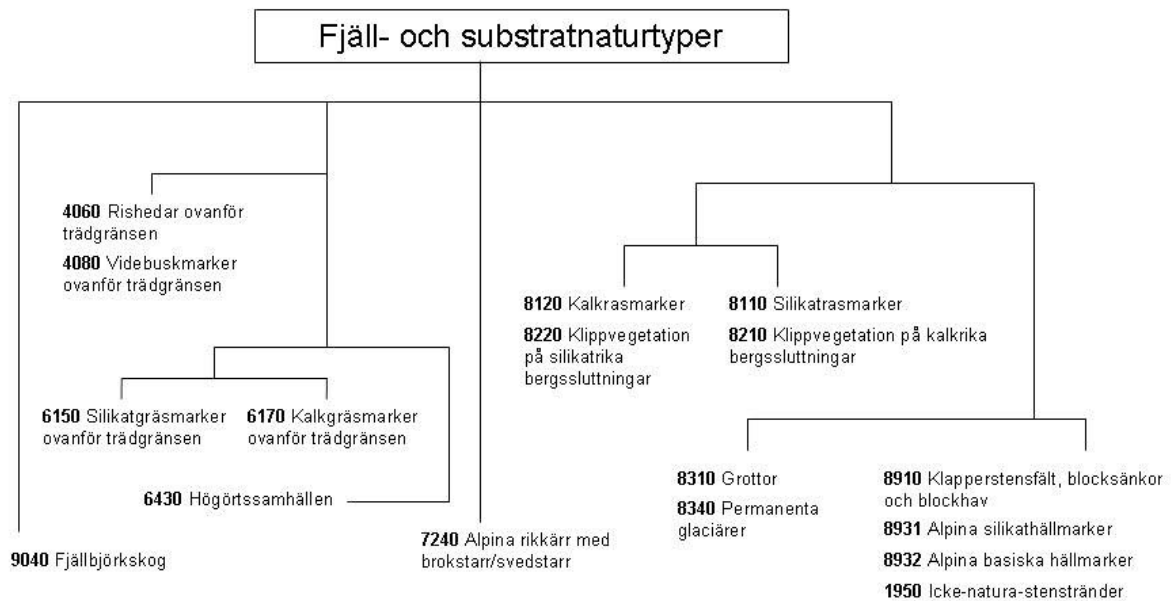 Fjäll- och substratnaturtyper
4060 Rishedar ovanför
trädgränsen
4080 Videbuskmarker
ovanför trädgränsen
6150 Silikatgräsmarker
ovanför trädgränsen
6170 Kalkgräsmarker
ovanför trädgränsen
6430 Högörtssamhällen
9040 Fjällbjörkskog
7240 Alpina rikkärr med
brokstarr/svedstarr
8120 Kalkrasmarker
8220 Klippvegetation
på silikatrika
bergssluttningar
8110 Silikatrasmarker
8210 Klippvegetation på kalkrika
bergssluttningar
8310 Grottor
8340 Permanenta
glaciärer
8910 Klapperstensfält, blocksänkor
och blockhav
8931 Alpina silikathällmarker
8932 Alpina basiska hällmarker
1950 Icke-natura-stenstränder